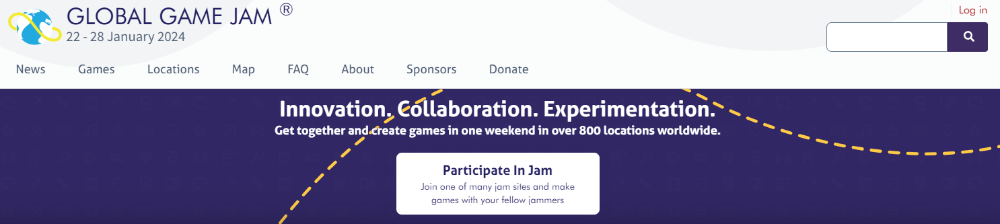 GLOBAL GAME JAM ®
22 - 28 January 2024
Log in
News Games Locations Map FAQ About Sponsors Donate
Innovation. Collaboration. Experimentation.
Get together and create games in one weekend in over 800 locations worldwide.
Participate In Jam
Join one of many jam sites and make
games with your fellow jammers